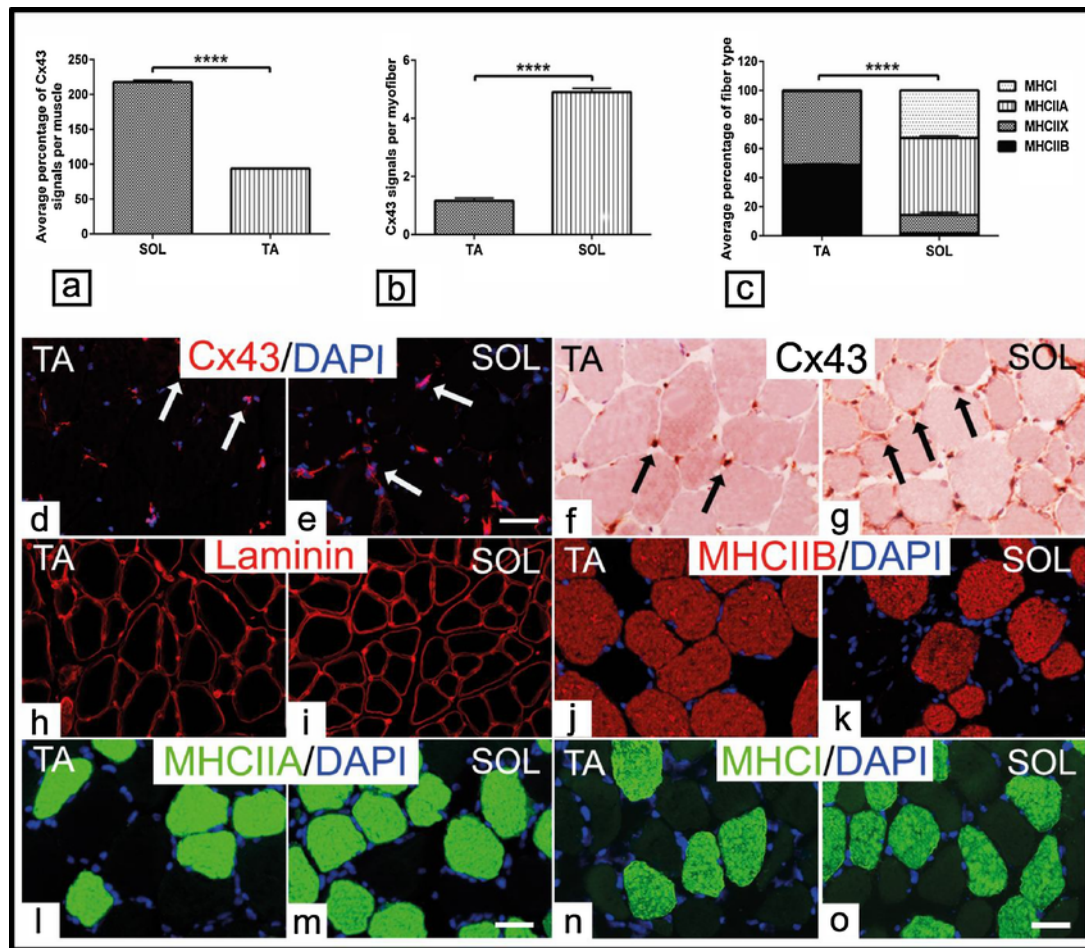 Average percentage of Cx43
signals per muscle
250
200
150
100
50
0
****
SOL
TA
a
Cx43 signals per myofiber
6
4
2
0
****
TA
SOL
b
Average percentage of fiber type
120
100
80
60
40
20
0
****
TA
SOL
MHCI
MHCIIA
MHCIIX
MHCIIB
c
TA Cx43/DAPI SOL
d e
TA Cx43 SOL
f g
TA Laminin SOL
h i
TA MHCIIB/DAPI SOL
j k
TA MHCIIA/DAPI SOL
l m
TA MHCI/DAPI SOL
n o